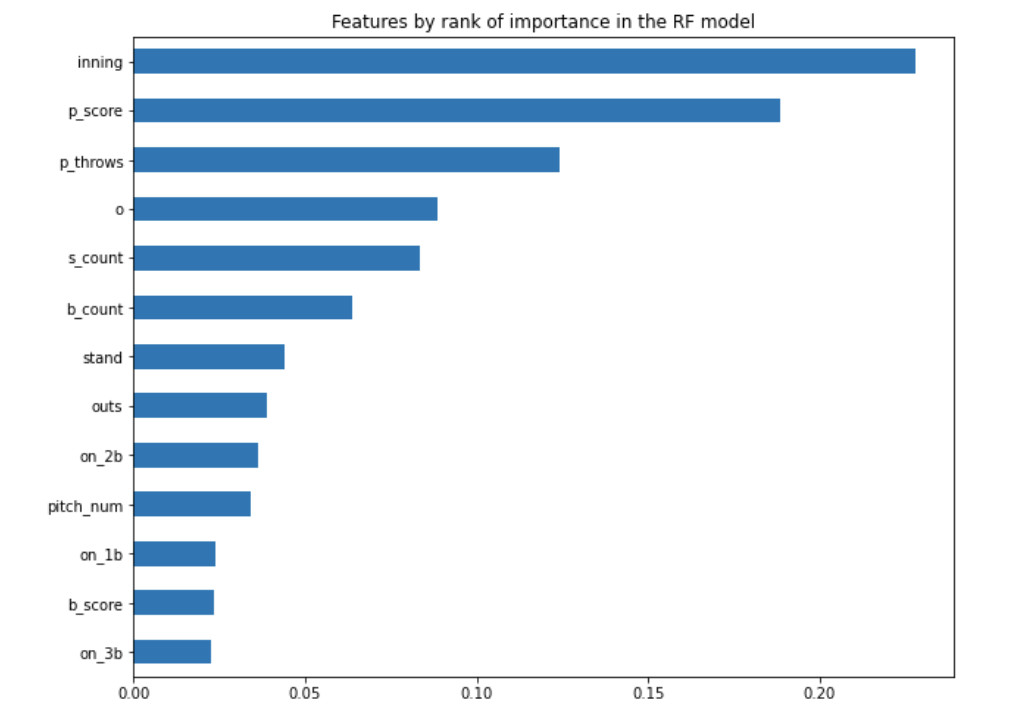 Features by rank of importance in the RF model
inning
p_score
p_throws
o
s_count
b_count
stand
outs
on_2b
pitch_num
on_1b
b_score
on_3b
0.00 0.05 0.10 0.15 0.20